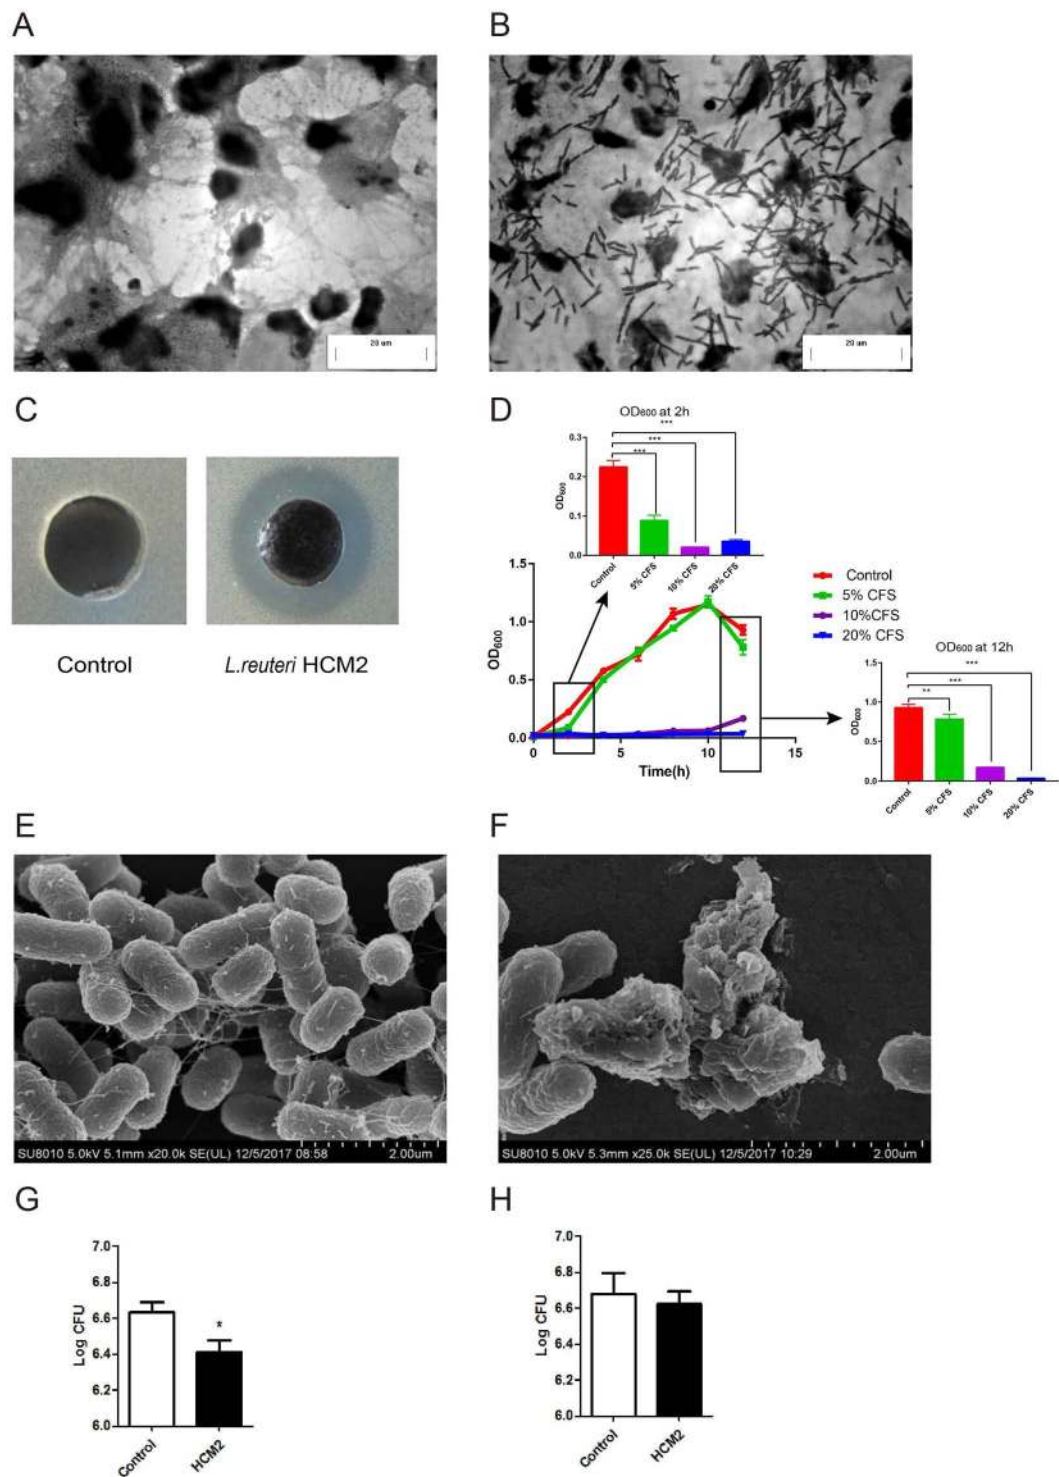 A
B
20 um
20 um
C
D
Control
L.reuteri HCM2
OD600 at 2h
***
***
***
0.3
0.2
0.1
0.0
OD600
Control
5% CFS
10% CFS
20% CFS
1.5
1.0
0.5
0.0
OD600
0
5
10
15
Time(h)
Control
5% CFS
10%CFS
20% CFS
OD600 at 12h
***
***
**
1.5
1.0
0.5
0.0
OD600
Control
5% CFS
10% CFS
20% CFS
E
F
SU8010 5.0kV 5.1mm x20.0k SE(UL) 12/5/2017 08:58 2.00um
SU8010 5.0kV 5.3mm x25.0k SE(UL) 12/5/2017 10:29 2.00um
G
H
7.0
6.8
6.6
6.4
6.2
6.0
Log CFU
*
Control
HCM2
7.0
6.8
6.6
6.4
6.2
6.0
Log CFU
Control
HCM2